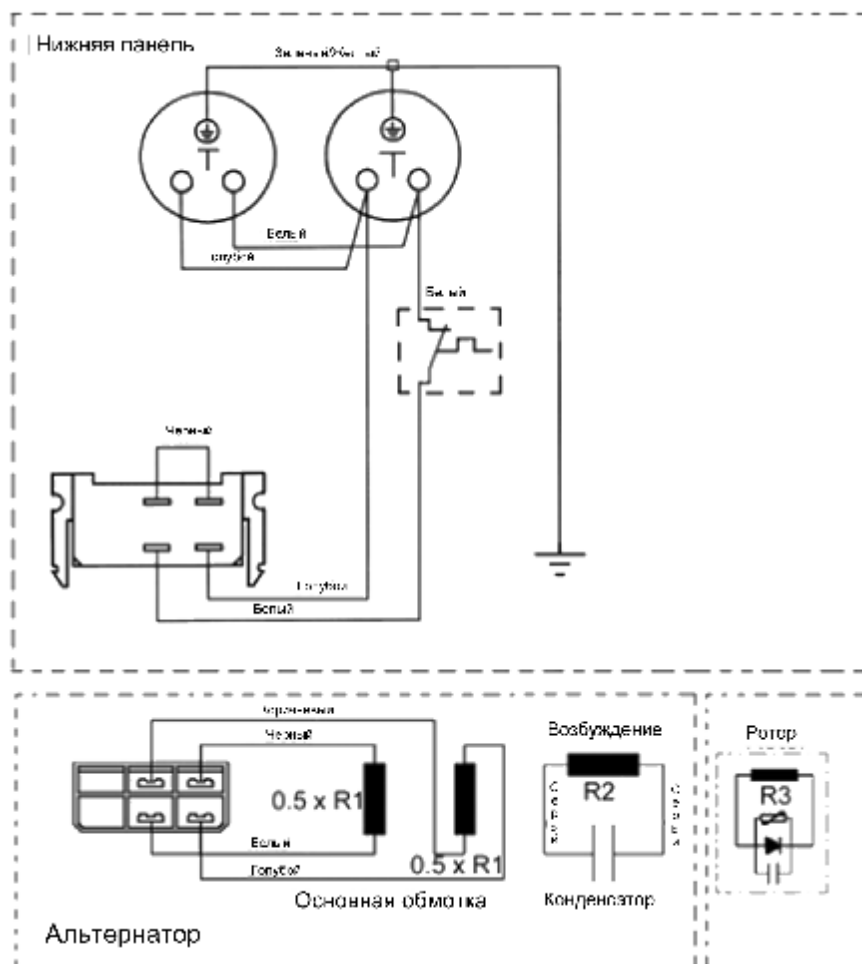 Нижняя панель
Белый
Белый
Черный
Голубой
Белый
Коричневый
Черный
0.5 x R1
Белый
Голубой
0.5 x R1
Основная обмотка
Альтернатор
Возбуждение
R2
Конденсатор
Ротор
R3